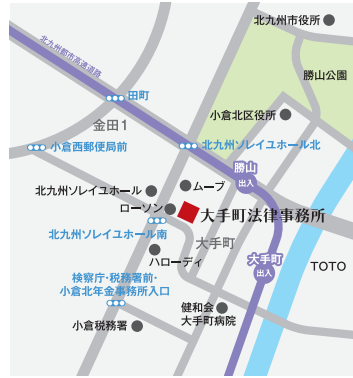 北九州市役所
北九州都市高速道路
勝山公園
田町
小倉北区役所
金田1
小倉西郵便局前
北九州ソレイユホール北
勝山
出入
ムーブ
北九州ソレイユホール
ローソン
大手町法律事務所
北九州ソレイユホール南
大手町
ハローディ
大手町
出入
TOTO
検察庁・税務署前・
小倉北年金事務所入口
健和会
大手町病院
小倉税務署